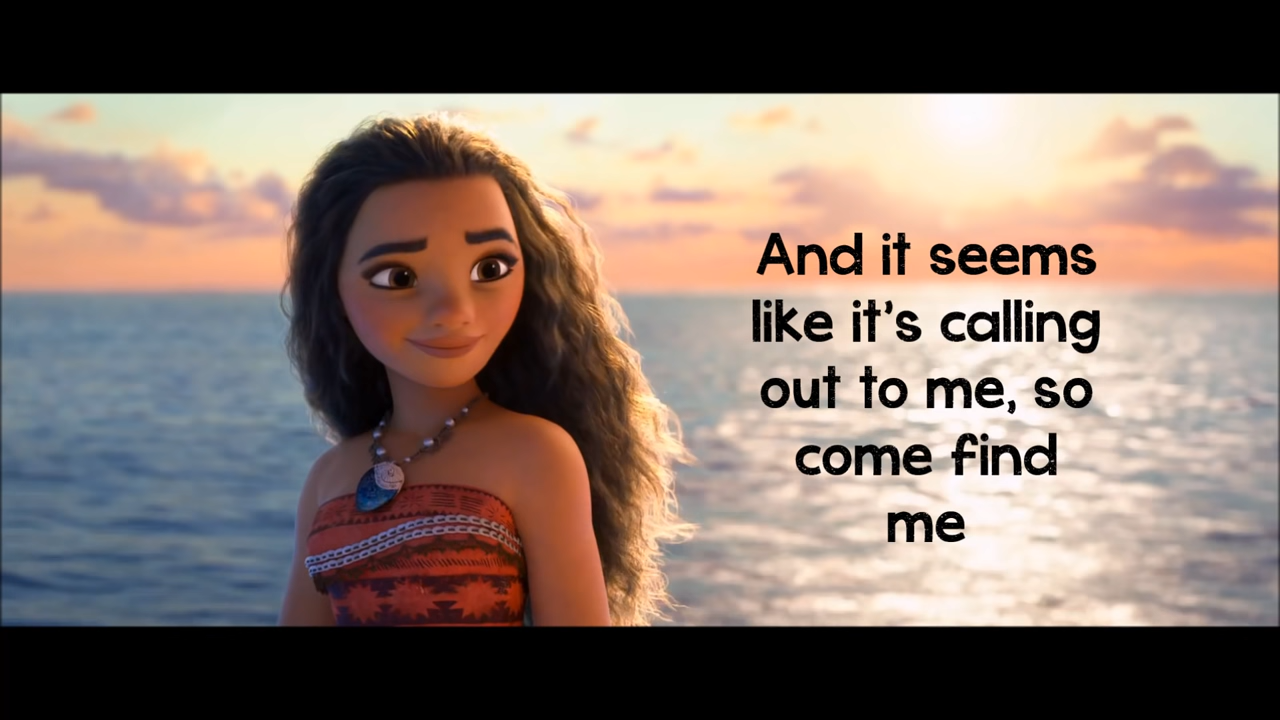 And it seems
like it's calling
out to me, so
come find
me